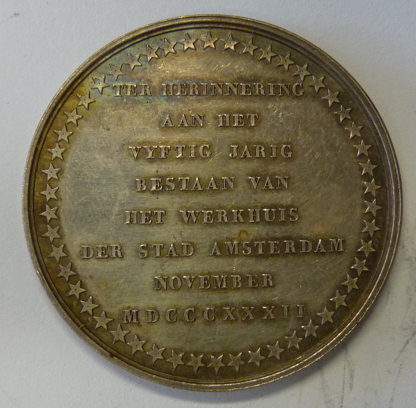 TER HERINNERING
AAN HET
VYFTIG JARIG
BESTAAN VAN
HET WERKHUIS
DER STAD AMSTERDAM
NOVEMBER
MDCCCXXXII